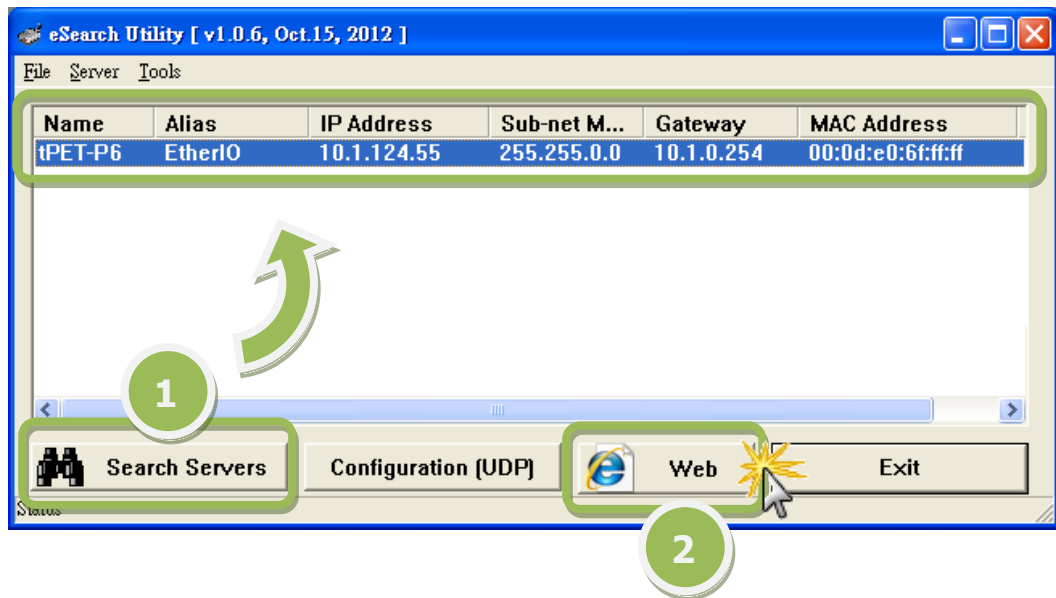 eSearch Utility [ v1.0.6, Oct.15, 2012 ]
File Server Tools
Name Alias IP Address Sub-net M... Gateway MAC Address
tPET-P6 EtherIO 10.1.124.55 255.255.0.0 10.1.0.254 00:0d:e0:6f:ff:ff
1
Search Servers Configuration (UDP) Web Exit
Status
2